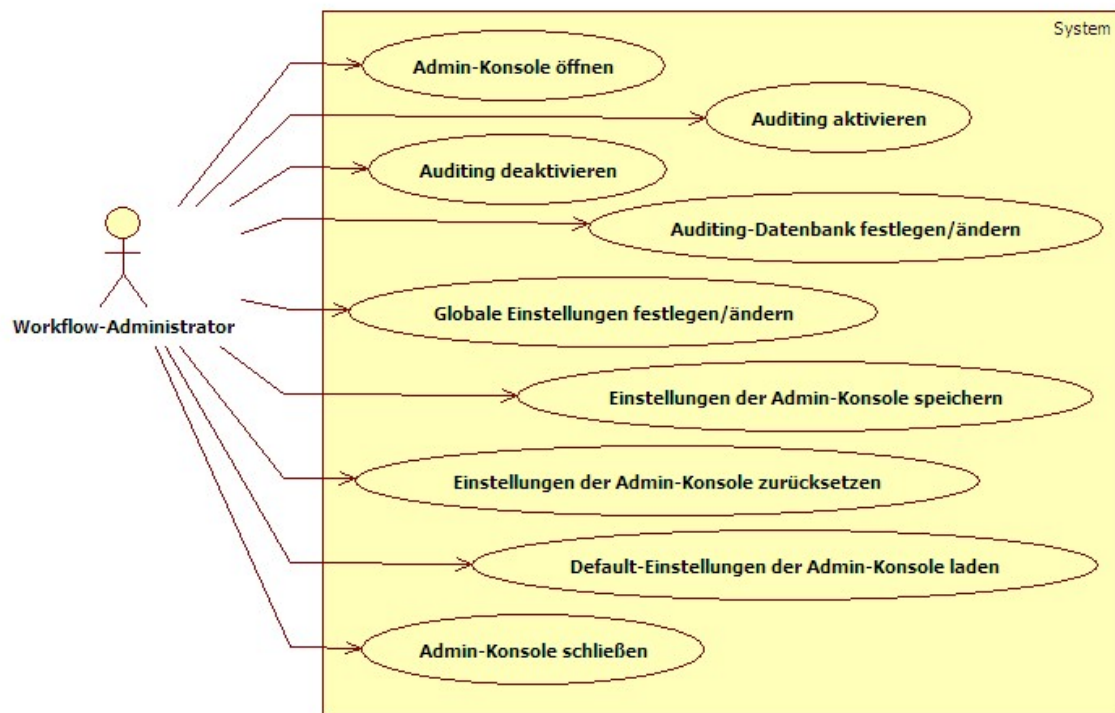 System
Admin-Konsole öffnen
Auditing aktivieren
Auditing deaktivieren
Auditing-Datenbank festlegen/ändern
Globale Einstellungen festlegen/ändern
Workflow-Administrator
Einstellungen der Admin-Konsole speichern
Einstellungen der Admin-Konsole zurücksetzen
Default-Einstellungen der Admin-Konsole laden
Admin-Konsole schließen